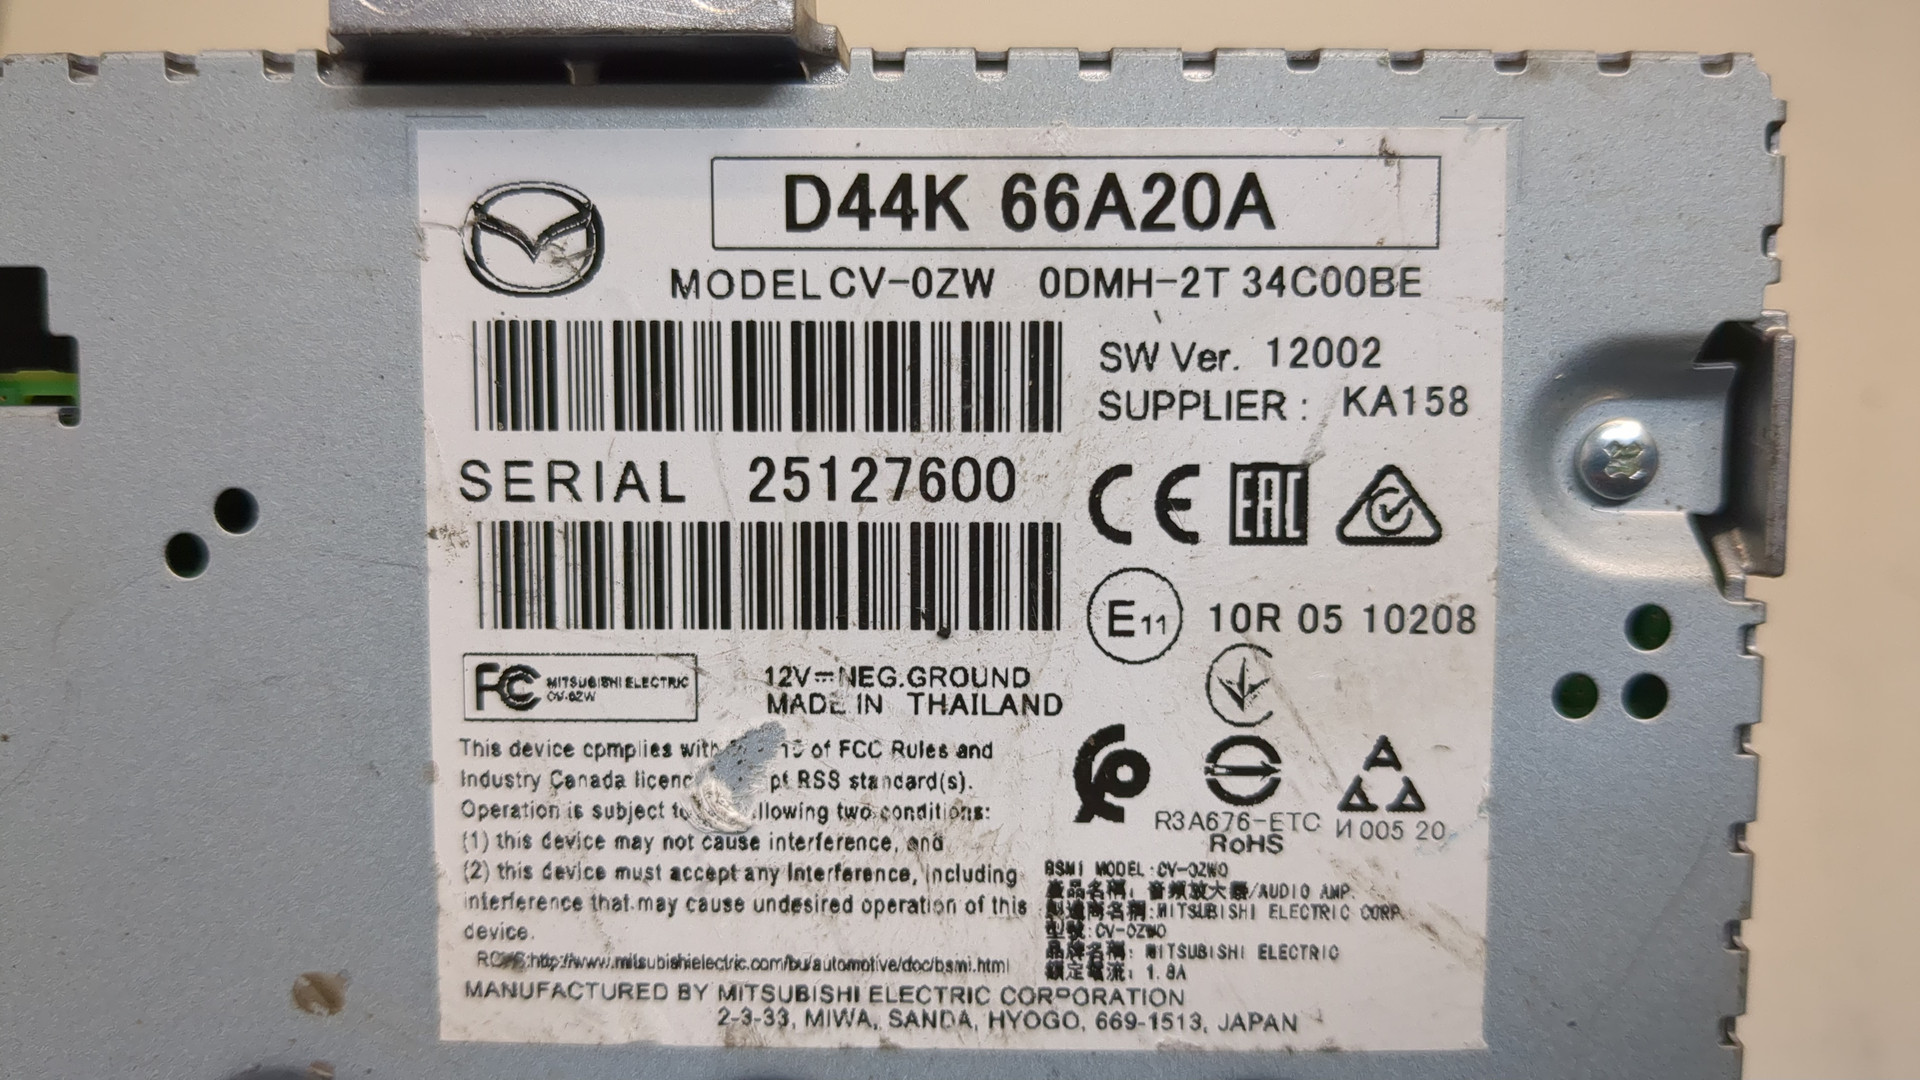 D44K 66A20A
MODEL CV-0ZW 0DMH-2T 34C00BE
SW Ver. 12002
SUPPLIER : KA158
SERIAL 25127600
CE EAC
E11 10R 05 10208
FC MITSUBISHI ELECTRIC
CV-0ZW
12V NEG.GROUND
MADE IN THAILAND
This device complies with 15 of FCC Rules and
Industry Canada RSS standard(s).
Operation is subject to two conditions:
(1) this device may not cause interference, and
(2) this device must accept any interference, including
interference that may cause undesired operation of this
device.
http://www.mitsubishielectric.com/bu/automotive/doc/bsmi.html
R3A676-ETC
RoHS
И 005 20
BSMI MODEL:CV-0ZW0
產品名稱: 音頻放大器/AUDIO AMP.
製造商名稱:MITSUBISHI ELECTRIC CORP.
型號:CV-0ZW0
品牌名稱: MITSUBISHI ELECTRIC
額定電流: 1.8A
MANUFACTURED BY MITSUBISHI ELECTRIC CORPORATION
2-3-33, MIWA, SANDA, HYOGO, 669-1513, JAPAN